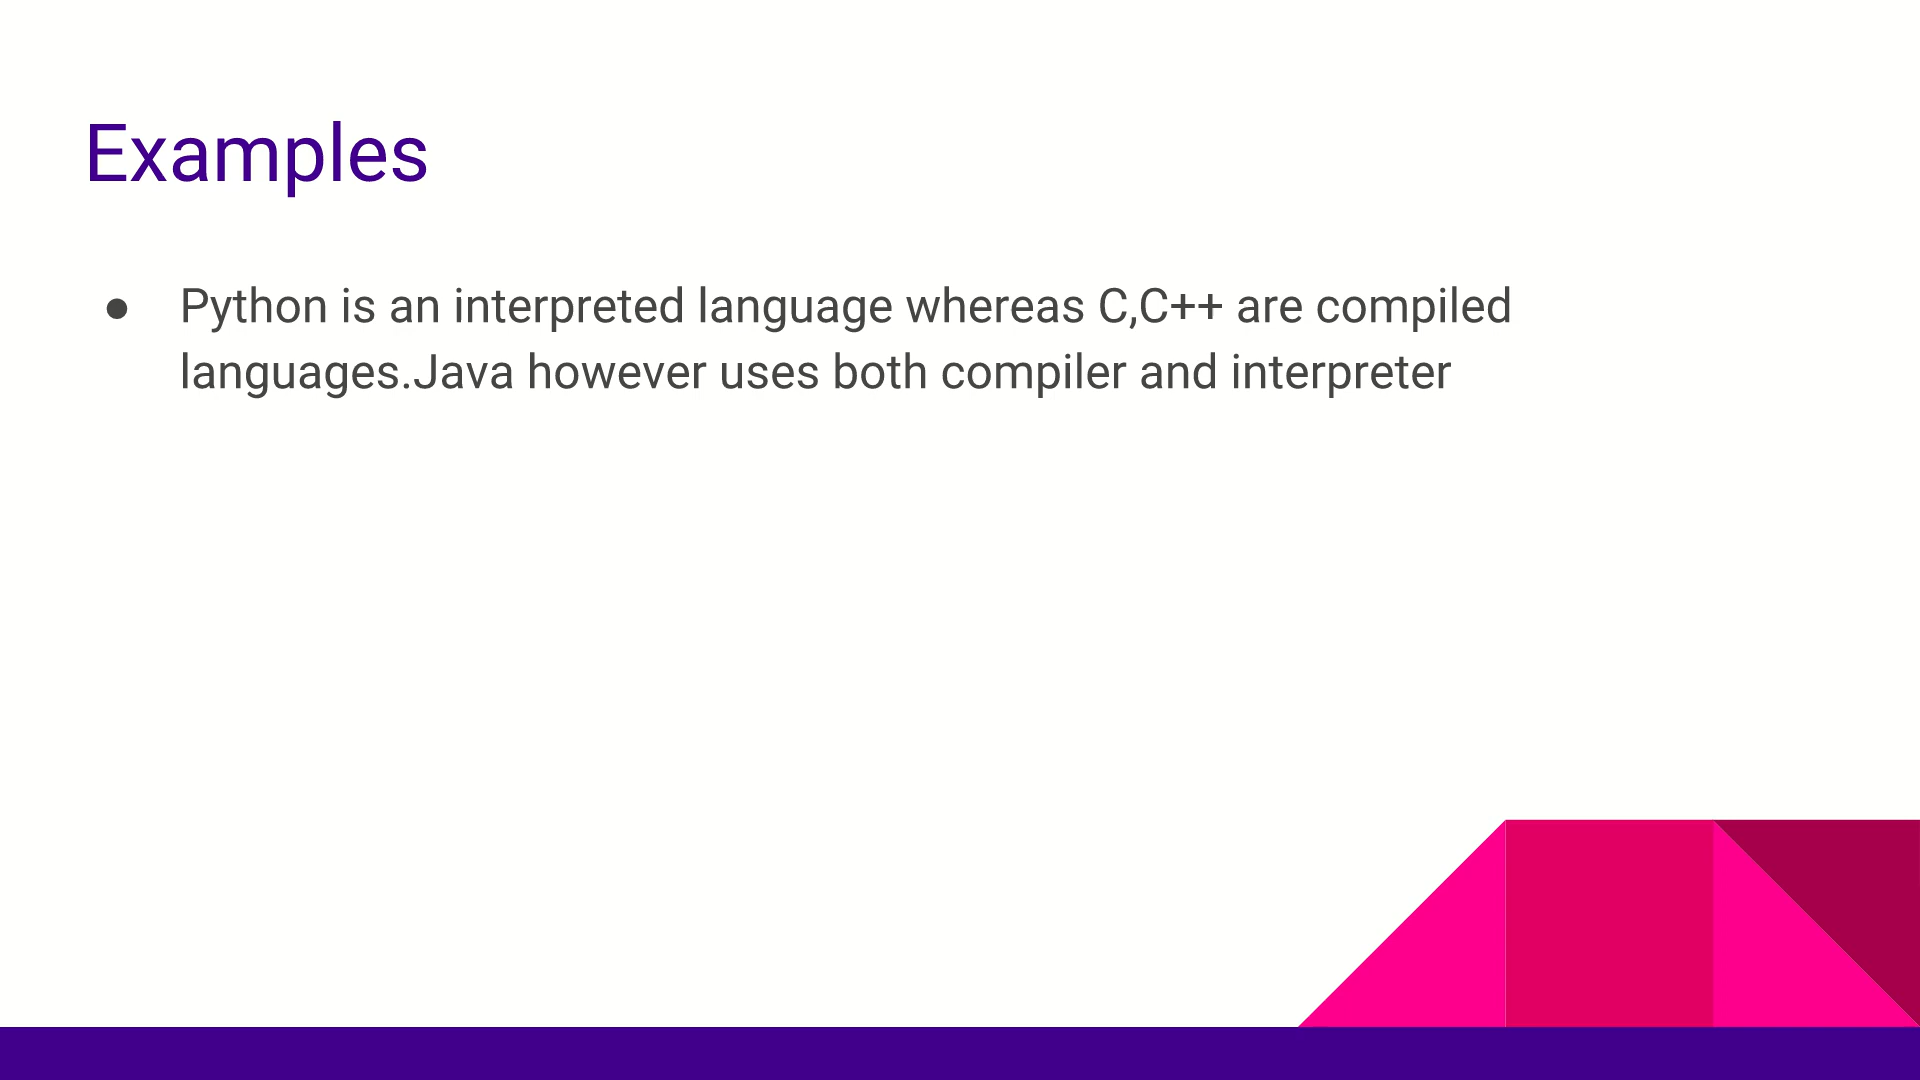 Examples
● Python is an interpreted language whereas C,C++ are compiled
languages.Java however uses both compiler and interpreter